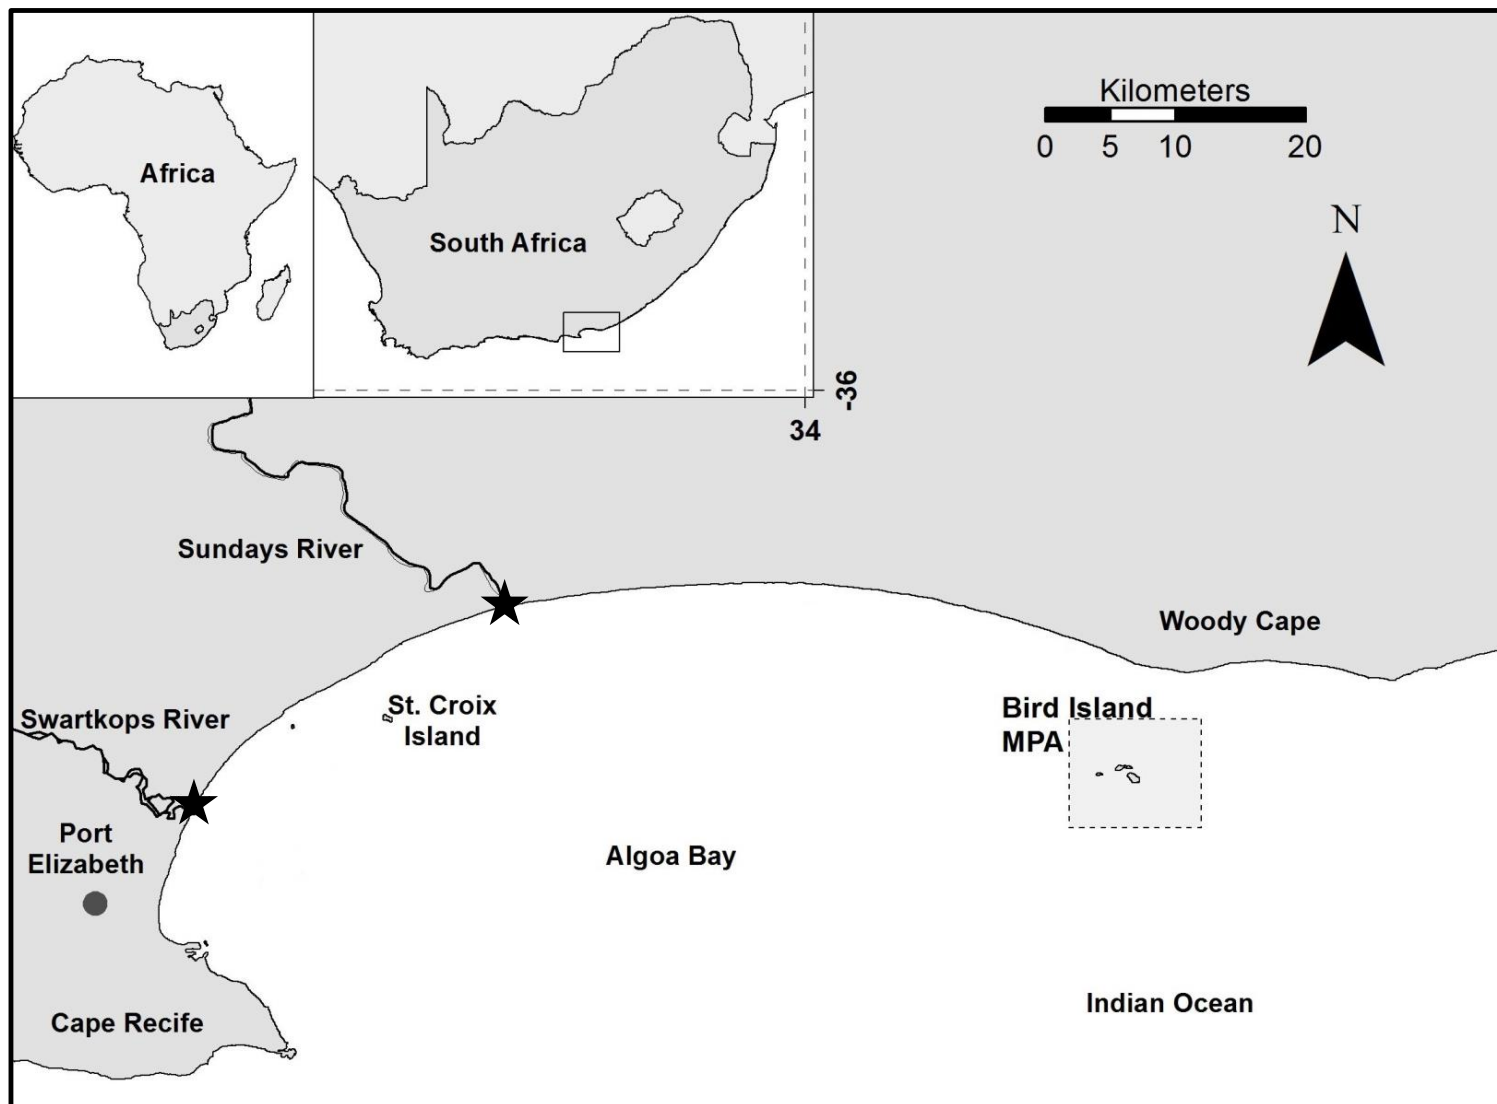 Africa
South Africa
-36
34
Kilometers
0 5 10 20
N
Sundays River
Woody Cape
St. Croix
Island
Swartkops River
Bird Island
MPA
Port
Elizabeth
Algoa Bay
Cape Recife
Indian Ocean